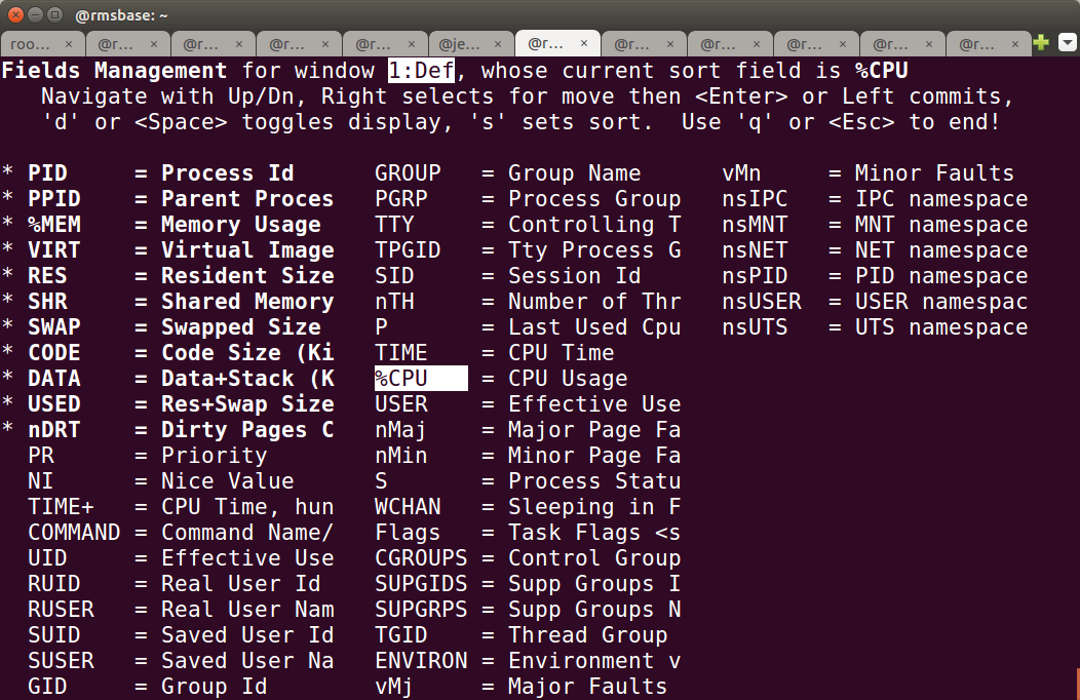 @rmsbase: ~
roo... × @r... × @r... × @r... × @r... × @je... × @r... × @r... × @r... × @r... × @r... × @r... ×
Fields Management for window 1:Def, whose current sort field is %CPU
Navigate with Up/Dn, Right selects for move then <Enter> or Left commits,
'd' or <Space> toggles display, 's' sets sort.  Use 'q' or <Esc> to end!
* PID     = Process Id     GROUP   = Group Name     vMn     = Minor Faults
* PPID    = Parent Proces  PGRP    = Process Group  nsIPC   = IPC namespace
* %MEM    = Memory Usage   TTY     = Controlling T  nsMNT   = MNT namespace
* VIRT    = Virtual Image  TPGID   = Tty Process G  nsNET   = NET namespace
* RES     = Resident Size  SID     = Session Id     nsPID   = PID namespace
* SHR     = Shared Memory  nTH     = Number of Thr  nsUSER  = USER namespac
* SWAP    = Swapped Size   P       = Last Used Cpu  nsUTS   = UTS namespace
* CODE    = Code Size (Ki  TIME    = CPU Time
* DATA    = Data+Stack (K  %CPU    = CPU Usage
* USED    = Res+Swap Size  USER    = Effective Use
* nDRT    = Dirty Pages C  nMaj    = Major Page Fa
PR      = Priority       nMin    = Minor Page Fa
NI      = Nice Value     S       = Process Statu
TIME+   = CPU Time, hun  WCHAN   = Sleeping in F
COMMAND = Command Name/  Flags   = Task Flags <s
UID     = Effective Use  CGROUPS = Control Group
RUID    = Real User Id   SUPGIDS = Supp Groups I
RUSER   = Real User Nam  SUPGRPS = Supp Groups N
SUID    = Saved User Id  TGID    = Thread Group
SUSER   = Saved User Na  ENVIRON = Environment v
GID     = Group Id       vMj     = Major Faults